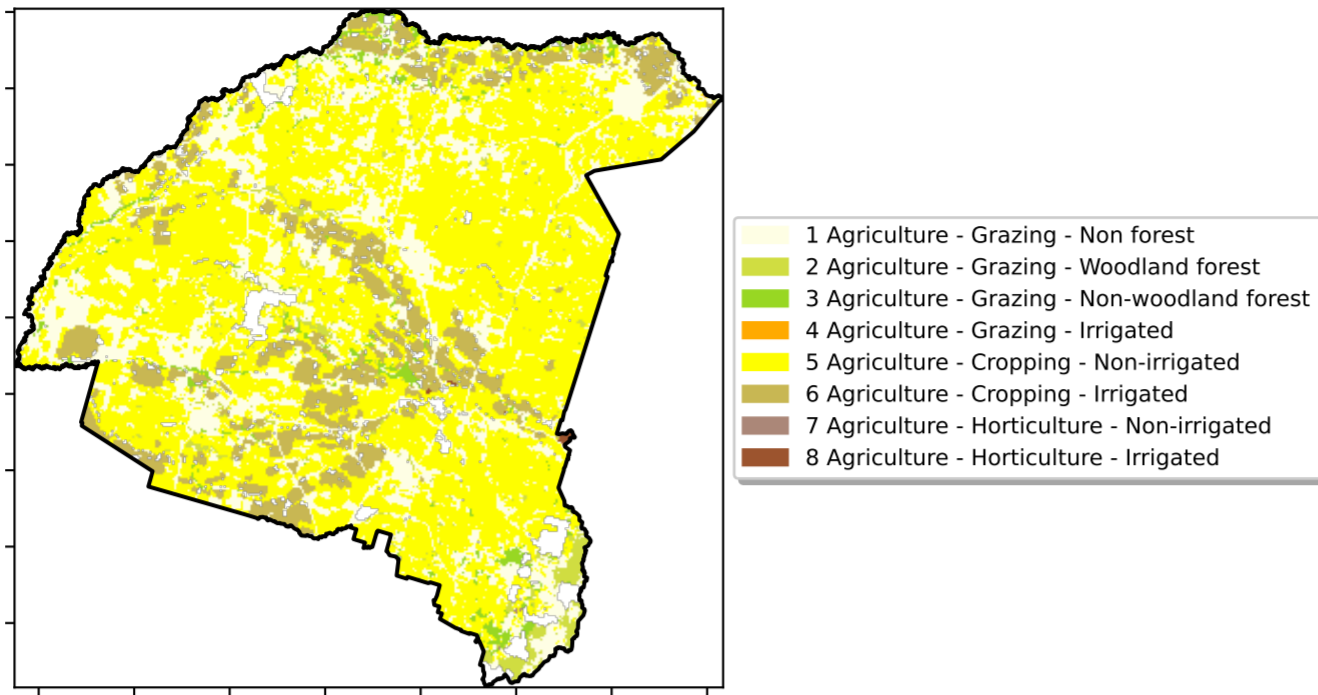 1 Agriculture - Grazing - Non forest
2 Agriculture - Grazing - Woodland forest
3 Agriculture - Grazing - Non-woodland forest
4 Agriculture - Grazing - Irrigated
5 Agriculture - Cropping - Non-irrigated
6 Agriculture - Cropping - Irrigated
7 Agriculture - Horticulture - Non-irrigated
8 Agriculture - Horticulture - Irrigated